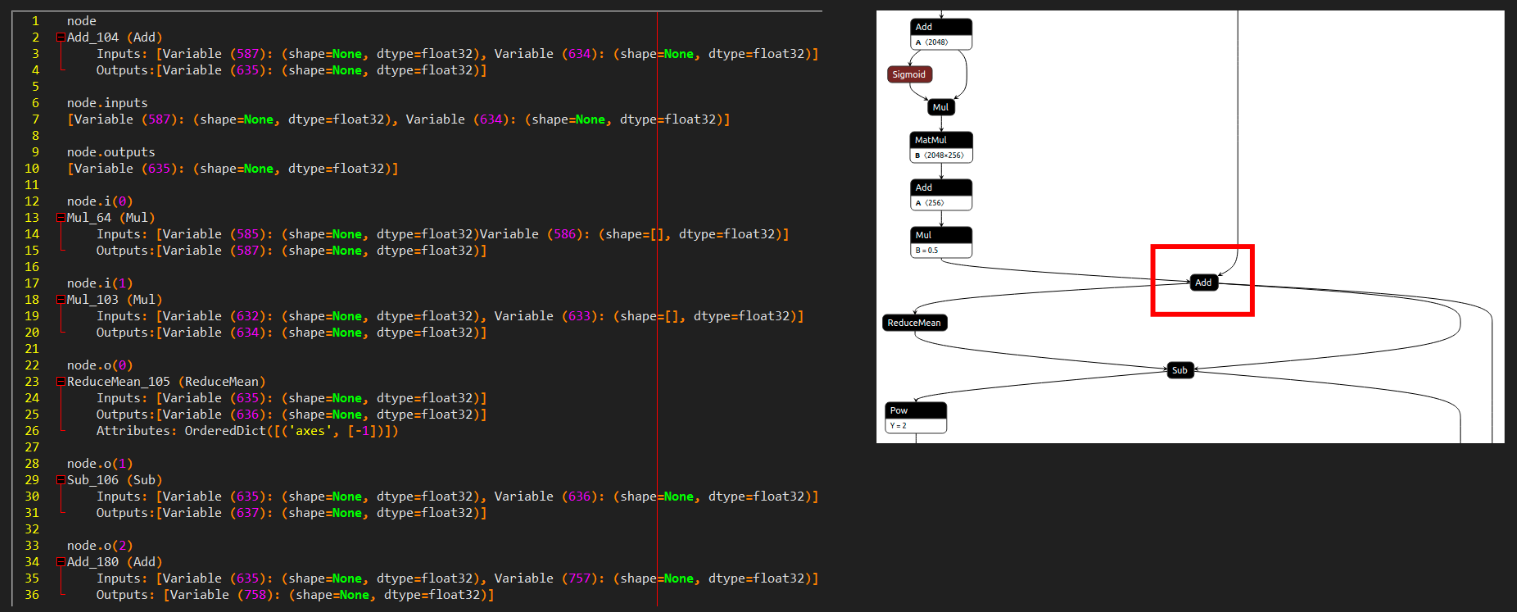 1 node
2 Add_104 (Add)
3 Inputs: [Variable (587): (shape=None, dtype=float32), Variable (634): (shape=None, dtype=float32)]
4 Outputs:[Variable (635): (shape=None, dtype=float32)]
5
6 node.inputs
7 [Variable (587): (shape=None, dtype=float32), Variable (634): (shape=None, dtype=float32)]
8
9 node.outputs
10 [Variable (635): (shape=None, dtype=float32)]
11
12 node.i(0)
13 Mul_64 (Mul)
14 Inputs: [Variable (585): (shape=None, dtype=float32)Variable (586): (shape=[], dtype=float32)]
15 Outputs:[Variable (587): (shape=None, dtype=float32)]
16
17 node.i(1)
18 Mul_103 (Mul)
19 Inputs: [Variable (632): (shape=None, dtype=float32), Variable (633): (shape=[], dtype=float32)]
20 Outputs:[Variable (634): (shape=None, dtype=float32)]
21
22 node.o(0)
23 ReduceMean_105 (ReduceMean)
24 Inputs: [Variable (635): (shape=None, dtype=float32)]
25 Outputs:[Variable (636): (shape=None, dtype=float32)]
26 Attributes: OrderedDict([('axes', [-1])])
27
28 node.o(1)
29 Sub_106 (Sub)
30 Inputs: [Variable (635): (shape=None, dtype=float32), Variable (636): (shape=None, dtype=float32)]
31 Outputs:[Variable (637): (shape=None, dtype=float32)]
32
33 node.o(2)
34 Add_180 (Add)
35 Inputs: [Variable (635): (shape=None, dtype=float32), Variable (757): (shape=None, dtype=float32)]
36 Outputs: [Variable (758): (shape=None, dtype=float32)]
Add
A ⟨2048⟩
Sigmoid
Mul
MatMul
B ⟨2048×256⟩
Add
A ⟨256⟩
Mul
B = 0.5
Add
ReduceMean
Sub
Pow
Y = 2